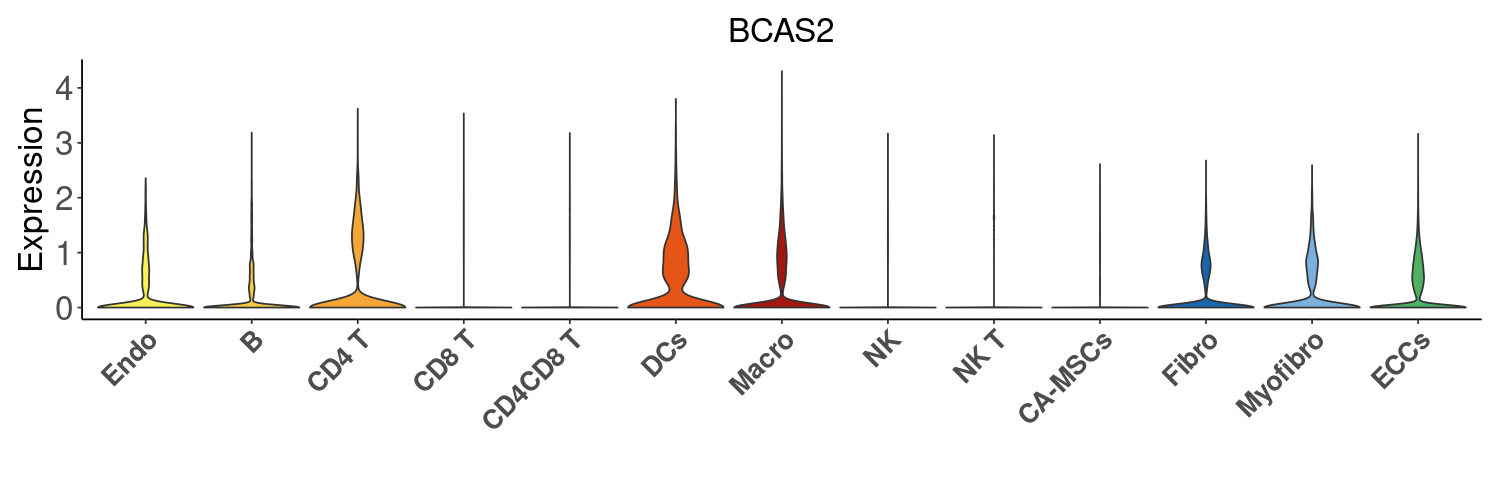 BCAS2
Expression
4
3
2
1
0
Endo
B
CD4 T
CD8 T
CD4CD8 T
DCs
Macro
NK
NK T
CA-MSCs
Fibro
Myofibro
ECCs